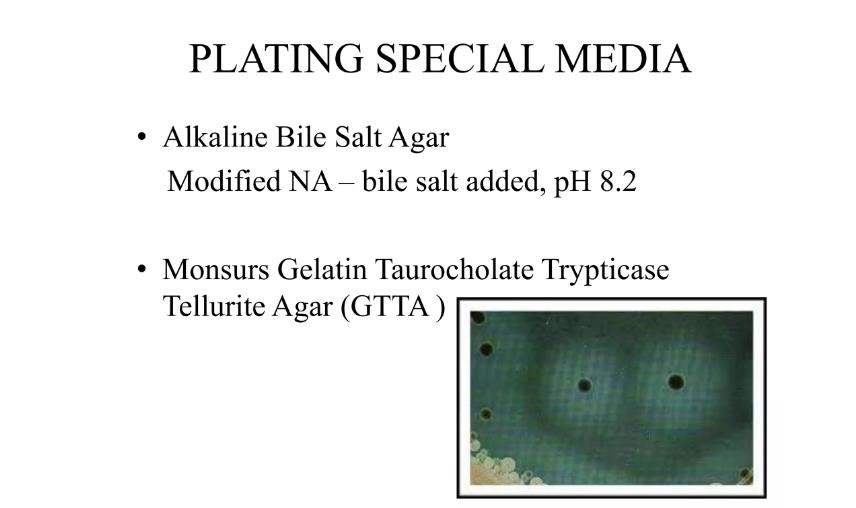 PLATING SPECIAL MEDIA
• Alkaline Bile Salt Agar
Modified NA – bile salt added, pH 8.2
• Monsurs Gelatin Taurocholate Trypticase
Tellurite Agar (GTTA )